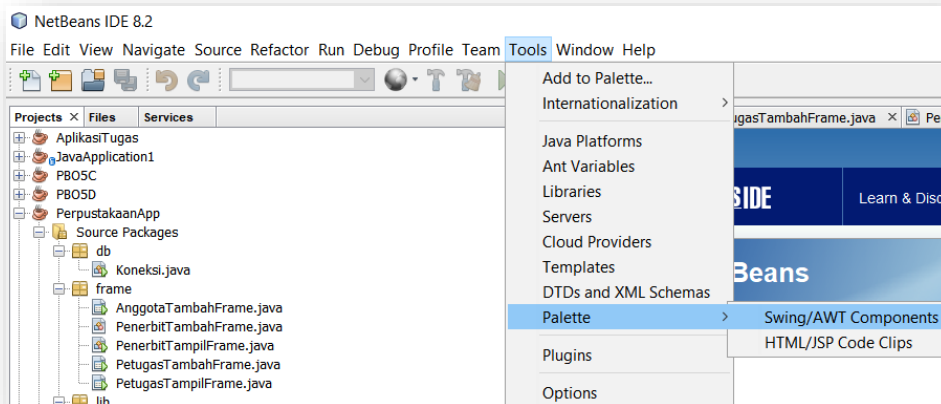 NetBeans IDE 8.2
File Edit View Navigate Source Refactor Run Debug Profile Team Tools Window Help
Projects Files Services
AplikasiTugas
JavaApplication1
PBO5C
PBO5D
PerpustakaanApp
Source Packages
db
Koneksi.java
frame
AnggotaTambahFrame.java
PenerbitTambahFrame.java
PenerbitTampilFrame.java
PetugasTambahFrame.java
PetugasTampilFrame.java
lib
Add to Palette...
Internationalization
Java Platforms
Ant Variables
Libraries
Servers
Cloud Providers
Templates
DTDs and XML Schemas
Palette
Plugins
Options
Swing/AWT Components
HTML/JSP Code Clips
ugasTambahFrame.java Pe
IDE
Learn & Disc
Beans